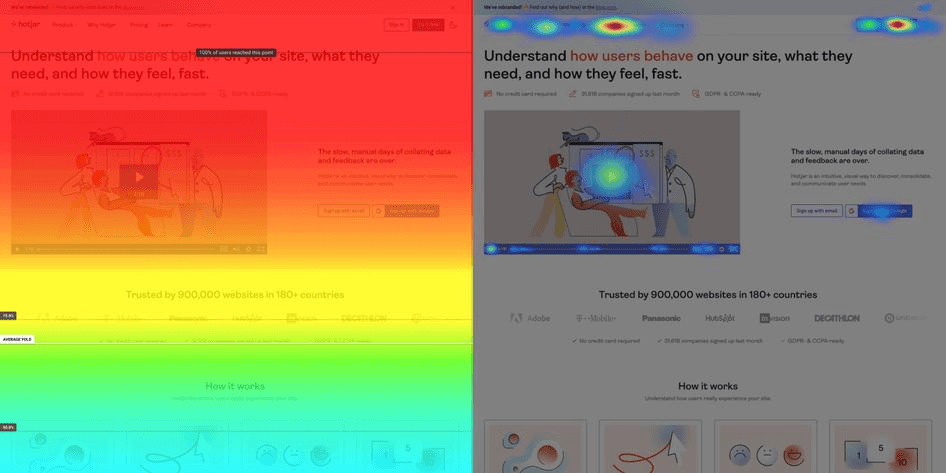 We've rebranded!
hotjar
Product
Why Hotjar
Pricing
Learn
Company
Sign in
Try it free
100% of users reached this point
Understand how users behave on your site, what they
need, and how they feel, fast.
No credit card required
31,618 companies signed up last month
GDPR- & CCPA-ready
$$$
The slow, manual days of collating data
and feedback are over.
Hotjar is an intuitive, visual way to discover, consolidate,
and communicate user needs.
Sign up with email
Sign up with Google
Trusted by 900,000 websites in 180+ countries
Adobe
T-Mobile
Panasonic
HubSpot
invision
DECATHLON
AVERAGE FOLD
No credit card required
31,618 companies signed up last month
GDPR- & CCPA-ready
How it works
Understand how users really experience your site.
1
5
10
We've rebranded! Find out why (and how) in the blog post.
Understand how users behave on your site, what they
need, and how they feel, fast.
No credit card required
31,618 companies signed up last month
GDPR- & CCPA-ready
$$$
The slow, manual days of collating data
and feedback are over.
Hotjar is an intuitive, visual way to discover, consolidate,
and communicate user needs.
Sign up with email
Trusted by 900,000 websites in 180+ countries
Adobe
T-Mobile
Panasonic
HubSpot
invision
DECATHLON
No credit card required
31,618 companies signed up last month
GDPR- & CCPA-ready
How it works
Understand how users really experience your site.
1
5
10